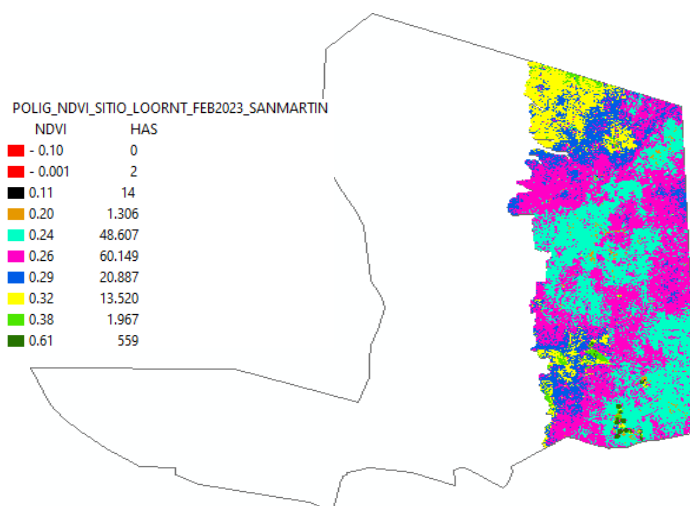 POLIG_NDVI_SITIO_LOORNT_FEB2023_SANMARTIN
NDVI HAS
- 0.10 0
- 0.001 2
0.11 14
0.20 1.306
0.24 48.607
0.26 60.149
0.29 20.887
0.32 13.520
0.38 1.967
0.61 559